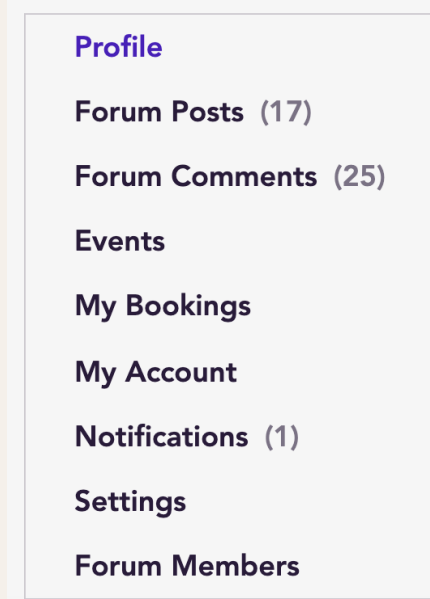 Profile
Forum Posts (17)
Forum Comments (25)
Events
My Bookings
My Account
Notifications (1)
Settings
Forum Members